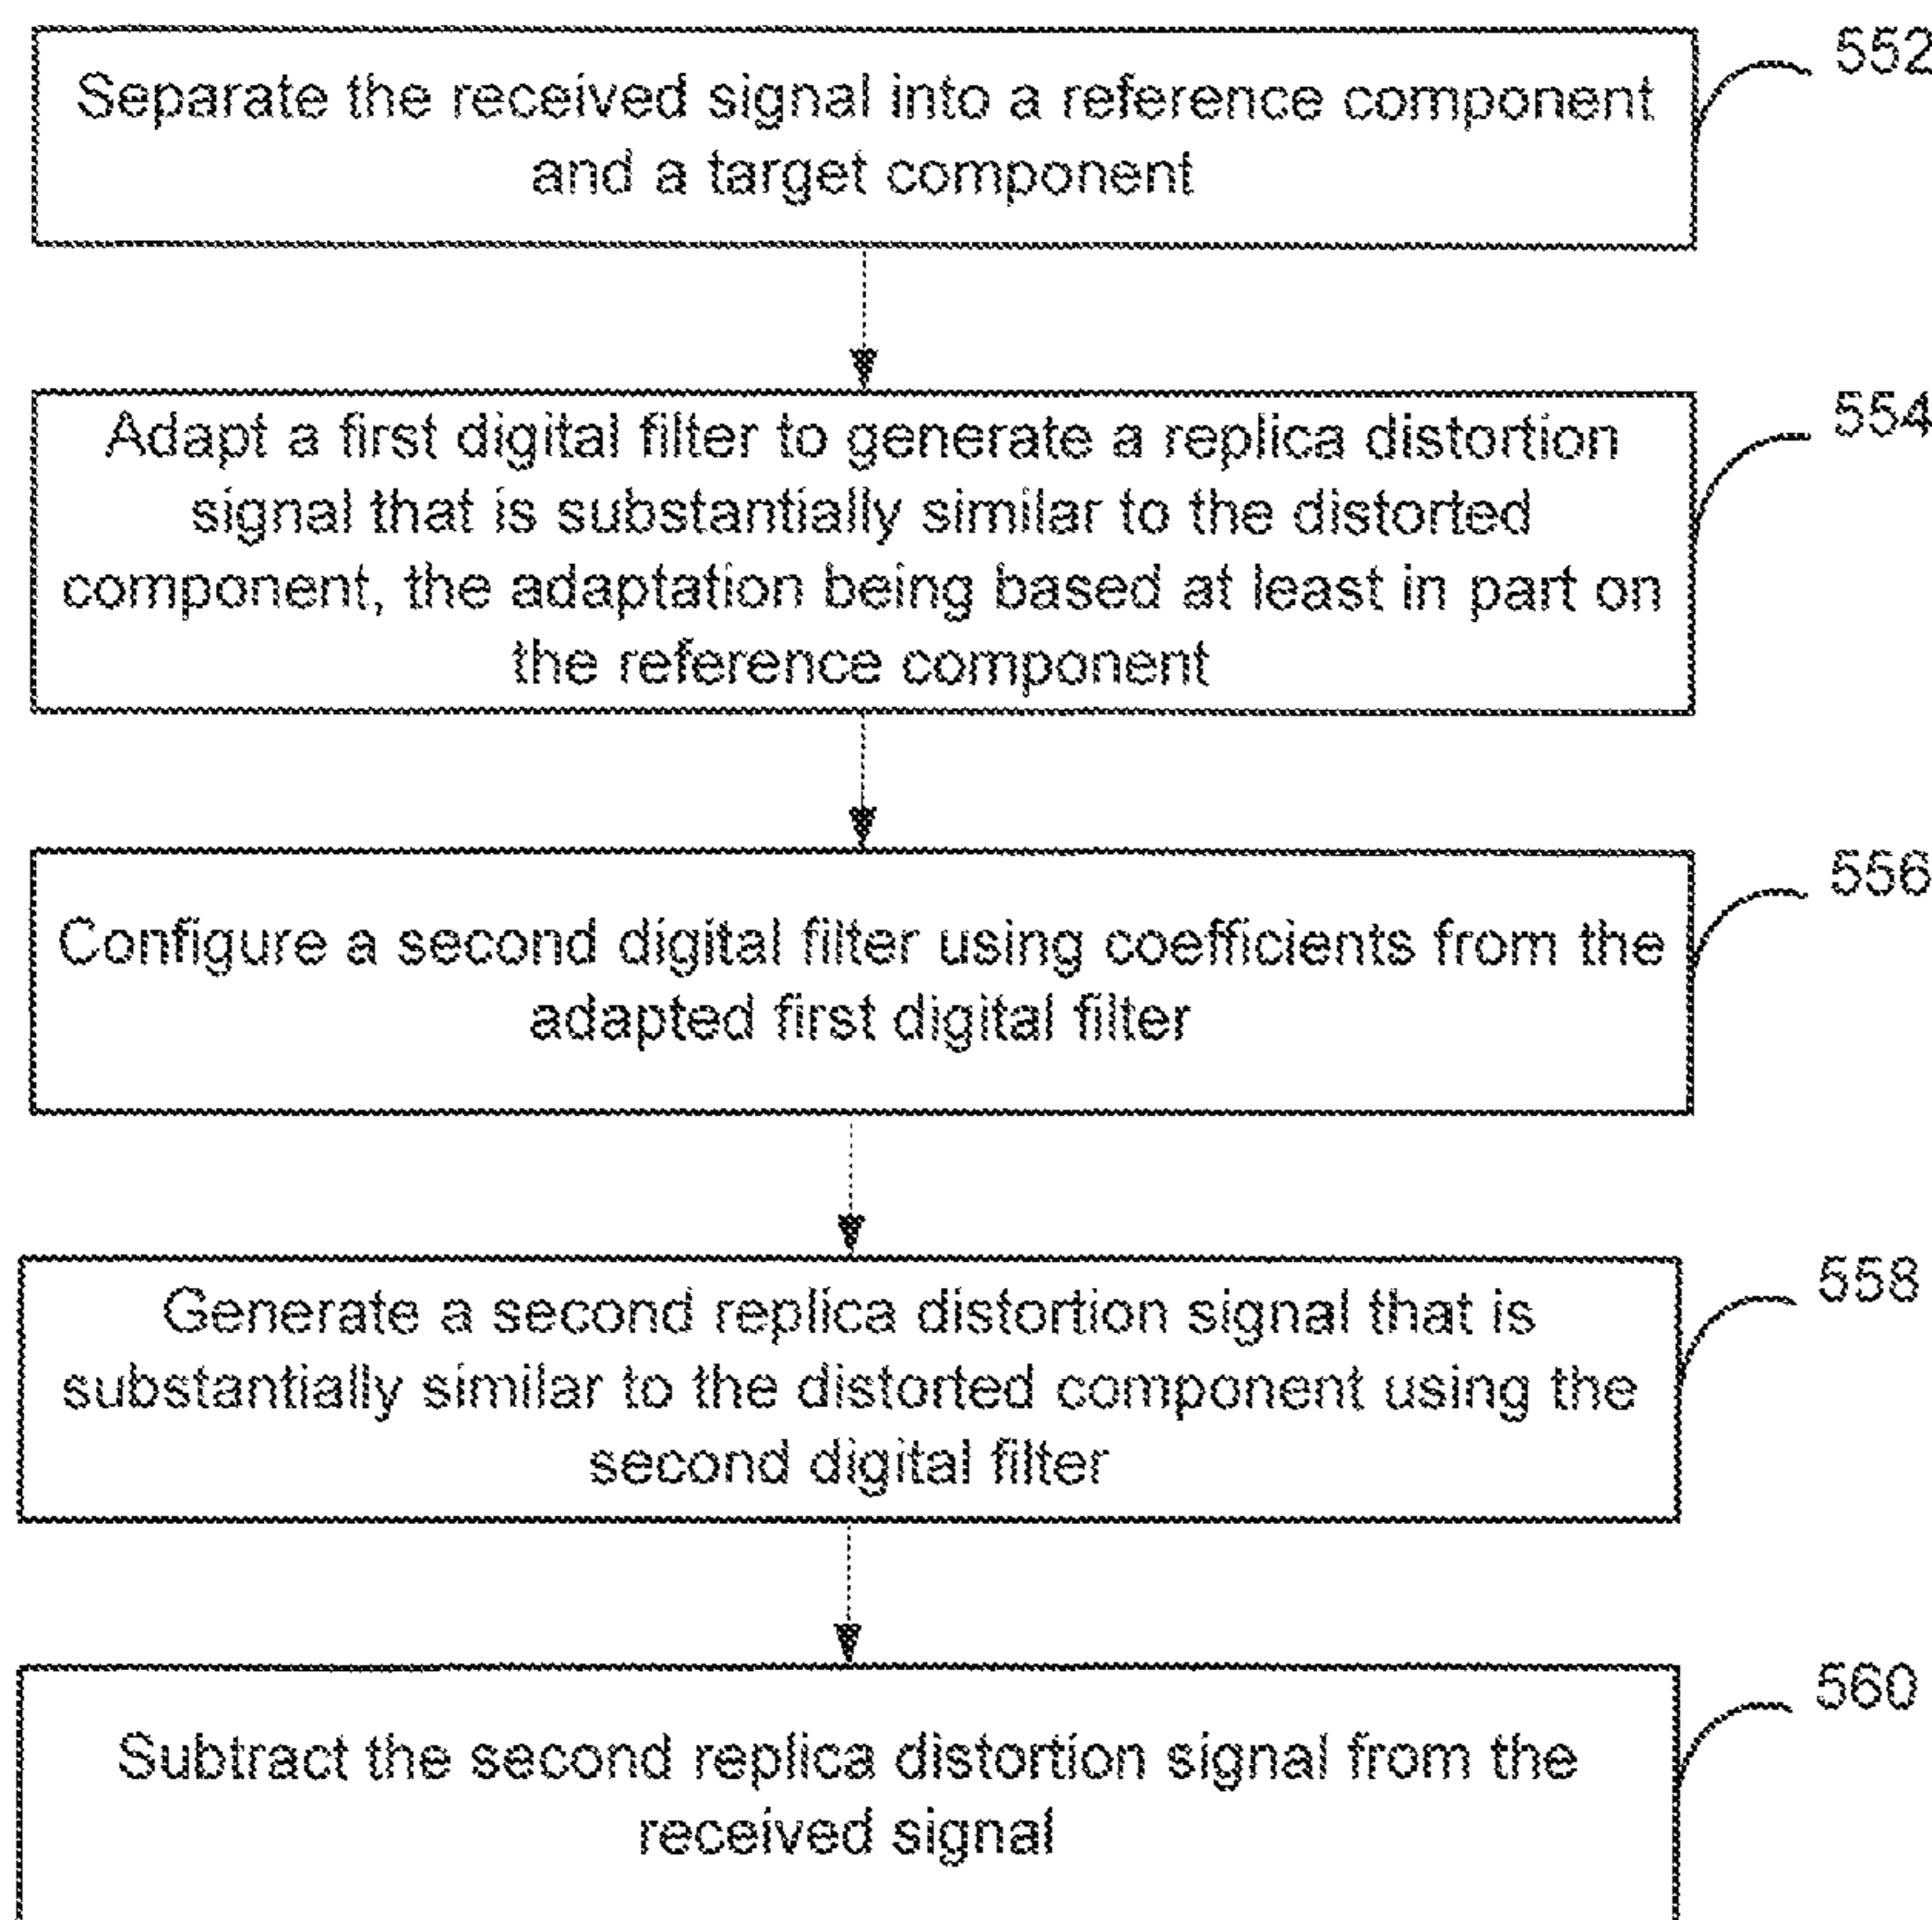 552
Separate the received signal into a reference component
and a target component
554
Adapt a first digital filter to generate a replica distortion
signal that is substantially similar to the distorted
component, the adaptation being based at least in part on
the reference component
556
Configure a second digital filter using coefficients from the
adapted first digital filter
558
Generate a second replica distortion signal that is
substantially similar to the distorted component using the
second digital filter
560
Subtract the second replica distortion signal from the
received signal